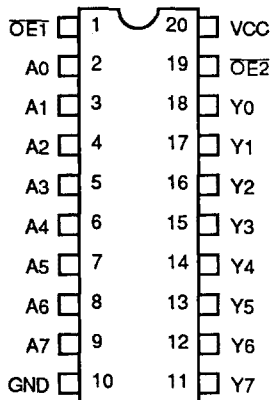 O̅E̅1̅ 1 20 VCC
A0 2 19 O̅E̅2̅
A1 3 18 Y0
A2 4 17 Y1
A3 5 16 Y2
A4 6 15 Y3
A5 7 14 Y4
A6 8 13 Y5
A7 9 12 Y6
GND 10 11 Y7